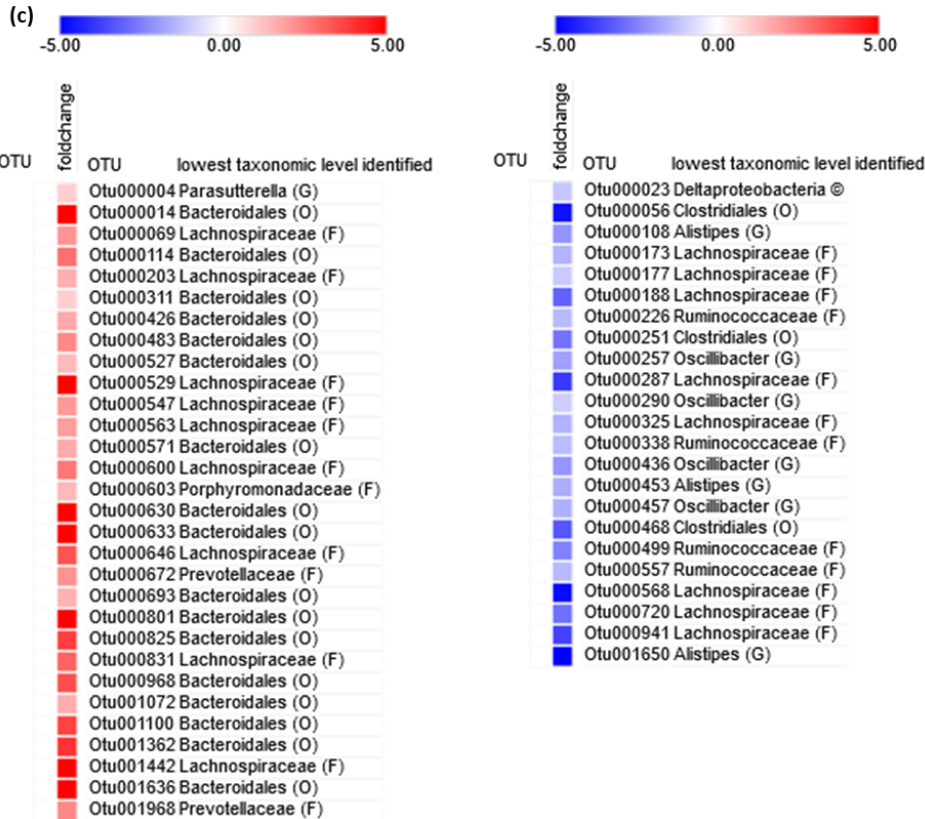 (c)
-5.00 0.00 5.00
foldchange
OTU OTU lowest taxonomic level identified
Otu000004 Parasutterella (G)
Otu000014 Bacteroidales (O)
Otu000069 Lachnospiraceae (F)
Otu000114 Bacteroidales (O)
Otu000203 Lachnospiraceae (F)
Otu000311 Bacteroidales (O)
Otu000426 Bacteroidales (O)
Otu000483 Bacteroidales (O)
Otu000527 Bacteroidales (O)
Otu000529 Lachnospiraceae (F)
Otu000547 Lachnospiraceae (F)
Otu000563 Lachnospiraceae (F)
Otu000571 Bacteroidales (O)
Otu000600 Lachnospiraceae (F)
Otu000603 Porphyromonadaceae (F)
Otu000630 Bacteroidales (O)
Otu000633 Bacteroidales (O)
Otu000646 Lachnospiraceae (F)
Otu000672 Prevotellaceae (F)
Otu000693 Bacteroidales (O)
Otu000801 Bacteroidales (O)
Otu000825 Bacteroidales (O)
Otu000831 Lachnospiraceae (F)
Otu000968 Bacteroidales (O)
Otu001072 Bacteroidales (O)
Otu001100 Bacteroidales (O)
Otu001362 Bacteroidales (O)
Otu001442 Lachnospiraceae (F)
Otu001636 Bacteroidales (O)
Otu001968 Prevotellaceae (F)
-5.00 0.00 5.00
foldchange
OTU OTU lowest taxonomic level identified
Otu000023 Deltaproteobacteria ©
Otu000056 Clostridiales (O)
Otu000108 Alistipes (G)
Otu000173 Lachnospiraceae (F)
Otu000177 Lachnospiraceae (F)
Otu000188 Lachnospiraceae (F)
Otu000226 Ruminococcaceae (F)
Otu000251 Clostridiales (O)
Otu000257 Oscillibacter (G)
Otu000287 Lachnospiraceae (F)
Otu000290 Oscillibacter (G)
Otu000325 Lachnospiraceae (F)
Otu000338 Ruminococcaceae (F)
Otu000436 Oscillibacter (G)
Otu000453 Alistipes (G)
Otu000457 Oscillibacter (G)
Otu000468 Clostridiales (O)
Otu000499 Ruminococcaceae (F)
Otu000557 Ruminococcaceae (F)
Otu000568 Lachnospiraceae (F)
Otu000720 Lachnospiraceae (F)
Otu000941 Lachnospiraceae (F)
Otu001650 Alistipes (G)